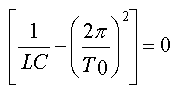 [1/LC − (2π/T0)²] = 0